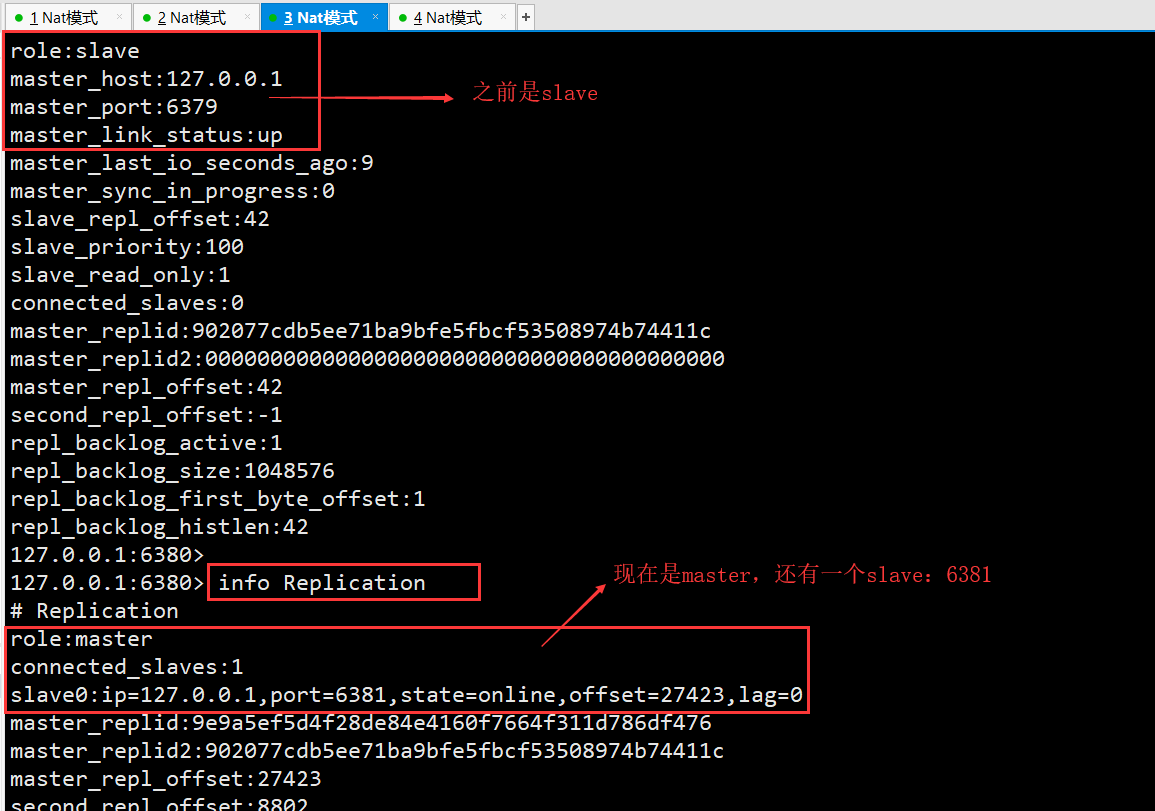 1 Nat模式 × 2 Nat模式 × 3 Nat模式 × 4 Nat模式 × +
role:slave
master_host:127.0.0.1
之前是slave
master_port:6379
master_link_status:up
master_last_io_seconds_ago:9
master_sync_in_progress:0
slave_repl_offset:42
slave_priority:100
slave_read_only:1
connected_slaves:0
master_replid:902077cdb5ee71ba9bfe5fbcf53508974b74411c
master_replid2:0000000000000000000000000000000000000000
master_repl_offset:42
second_repl_offset:-1
repl_backlog_active:1
repl_backlog_size:1048576
repl_backlog_first_byte_offset:1
repl_backlog_histlen:42
127.0.0.1:6380>
127.0.0.1:6380> info Replication
现在是master，还有一个slave：6381
# Replication
role:master
connected_slaves:1
slave0:ip=127.0.0.1,port=6381,state=online,offset=27423,lag=0
master_replid:9e9a5ef5d4f28de84e4160f7664f311d786df476
master_replid2:902077cdb5ee71ba9bfe5fbcf53508974b74411c
master_repl_offset:27423
second_repl_offset:8802